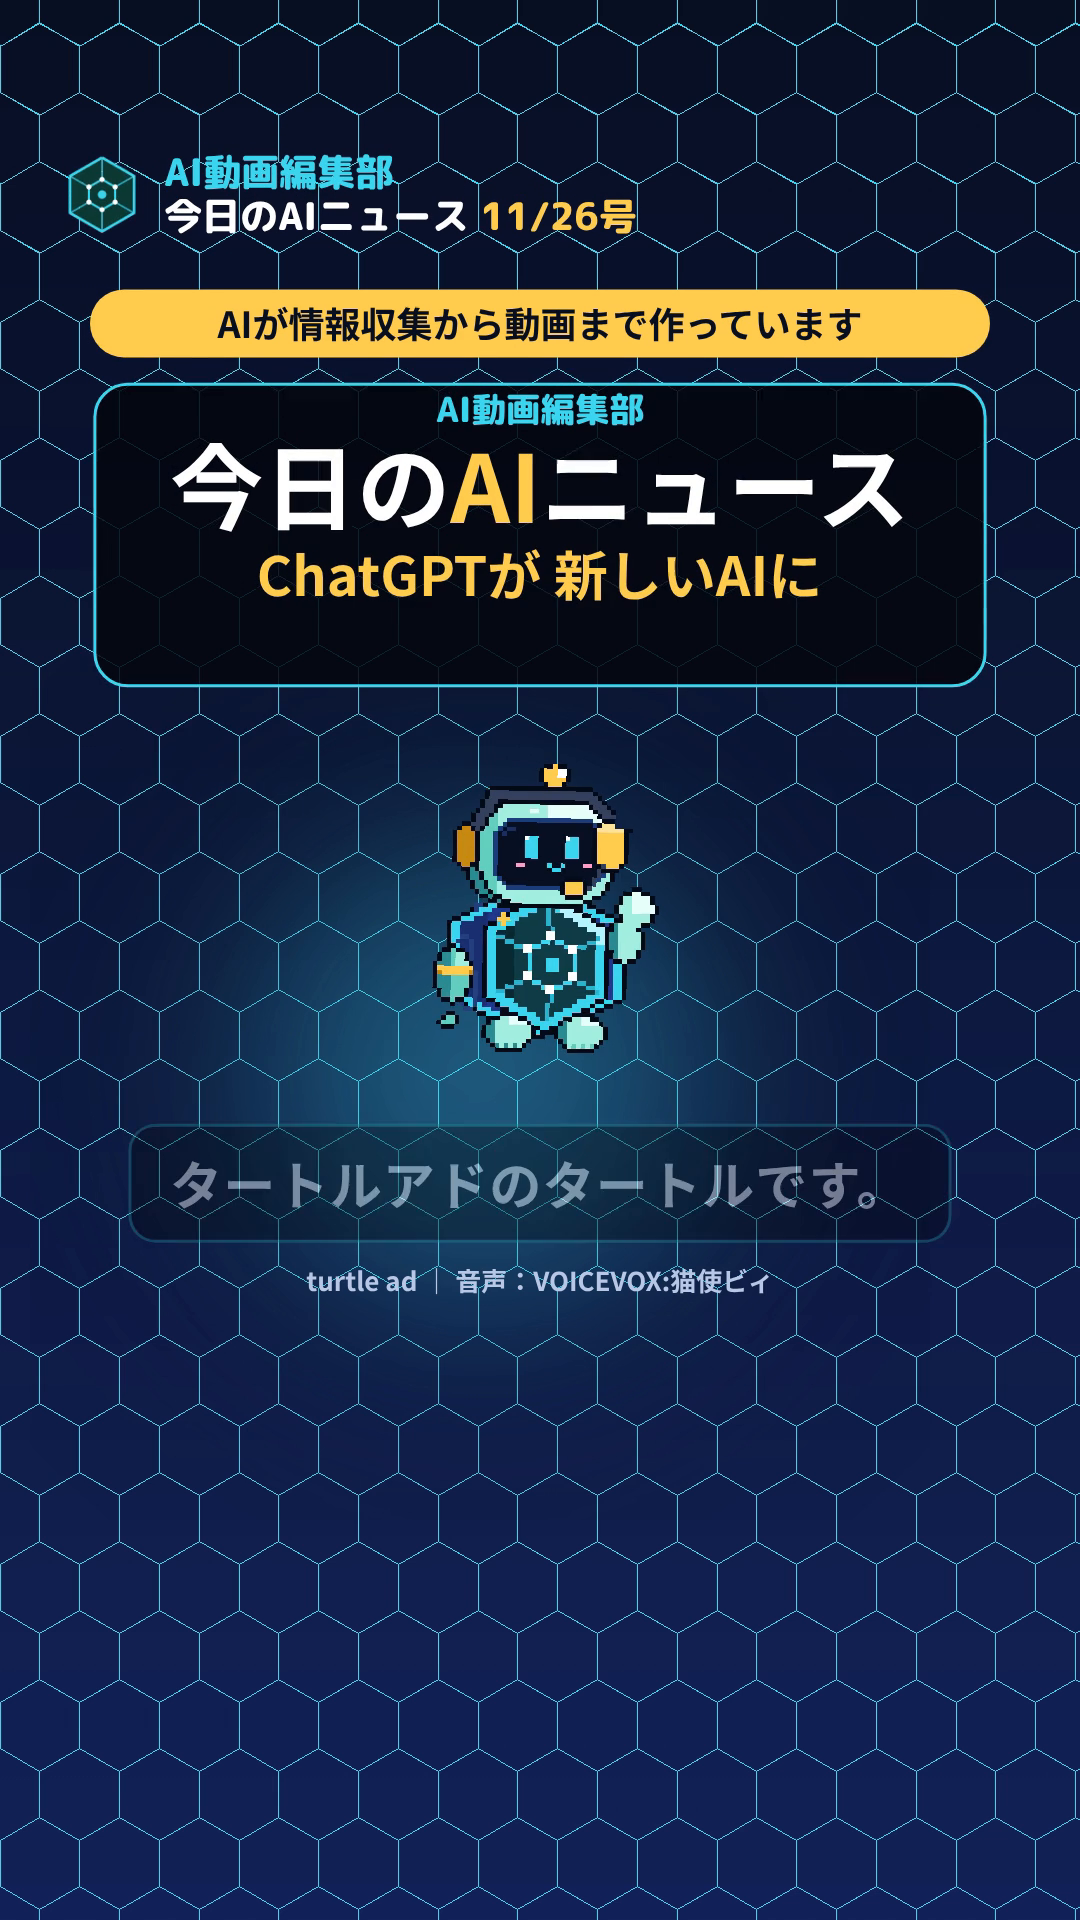 AI動画編集部
今日のAIニュース 11/26号
AIが情報収集から動画まで作っています
AI動画編集部
今日のAIニュース
ChatGPTが 新しいAIに
タートルアドのタートルです。
turtle ad ｜ 音声：VOICEVOX:猫使ビィ